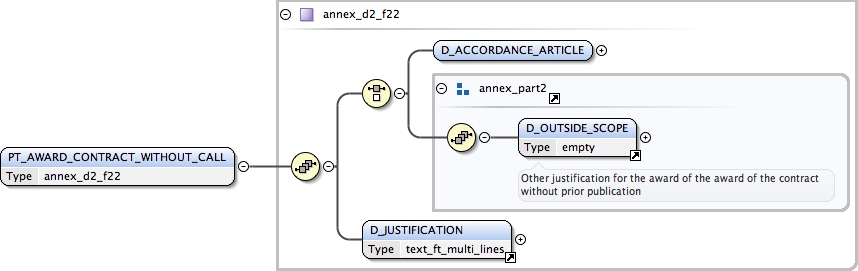 annex_d2_f22
D_ACCORDANCE_ARTICLE
annex_part2
D_OUTSIDE_SCOPE
Type empty
Other justification for the award of the award of the contract
without prior publication
PT_AWARD_CONTRACT_WITHOUT_CALL
Type annex_d2_f22
D_JUSTIFICATION
Type text_ft_multi_lines